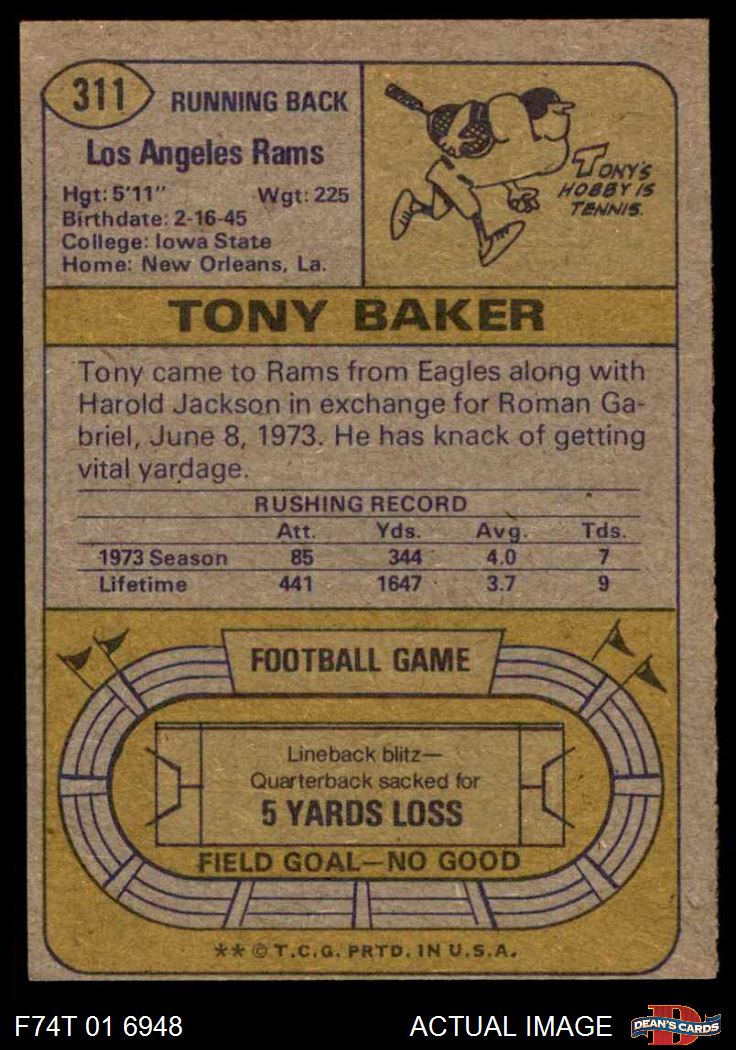 311
RUNNING BACK
Los Angeles Rams
Hgt: 5'11" Wgt: 225
Birthdate: 2-16-45
College: Iowa State
Home: New Orleans, La.
TONY'S
HOBBY IS
TENNIS.
TONY BAKER
Tony came to Rams from Eagles along with
Harold Jackson in exchange for Roman Ga-
briel, June 8, 1973. He has knack of getting
vital yardage.
RUSHING RECORD
Att. Yds. Avg. Tds.
1973 Season 85 344 4.0 7
Lifetime 441 1647 3.7 9
FOOTBALL GAME
Lineback blitz—
Quarterback sacked for
5 YARDS LOSS
FIELD GOAL—NO GOOD
** © T.C.G. PRTD. IN U.S.A.
F74T 01 6948
ACTUAL IMAGE
D
DEAN'S CARDS